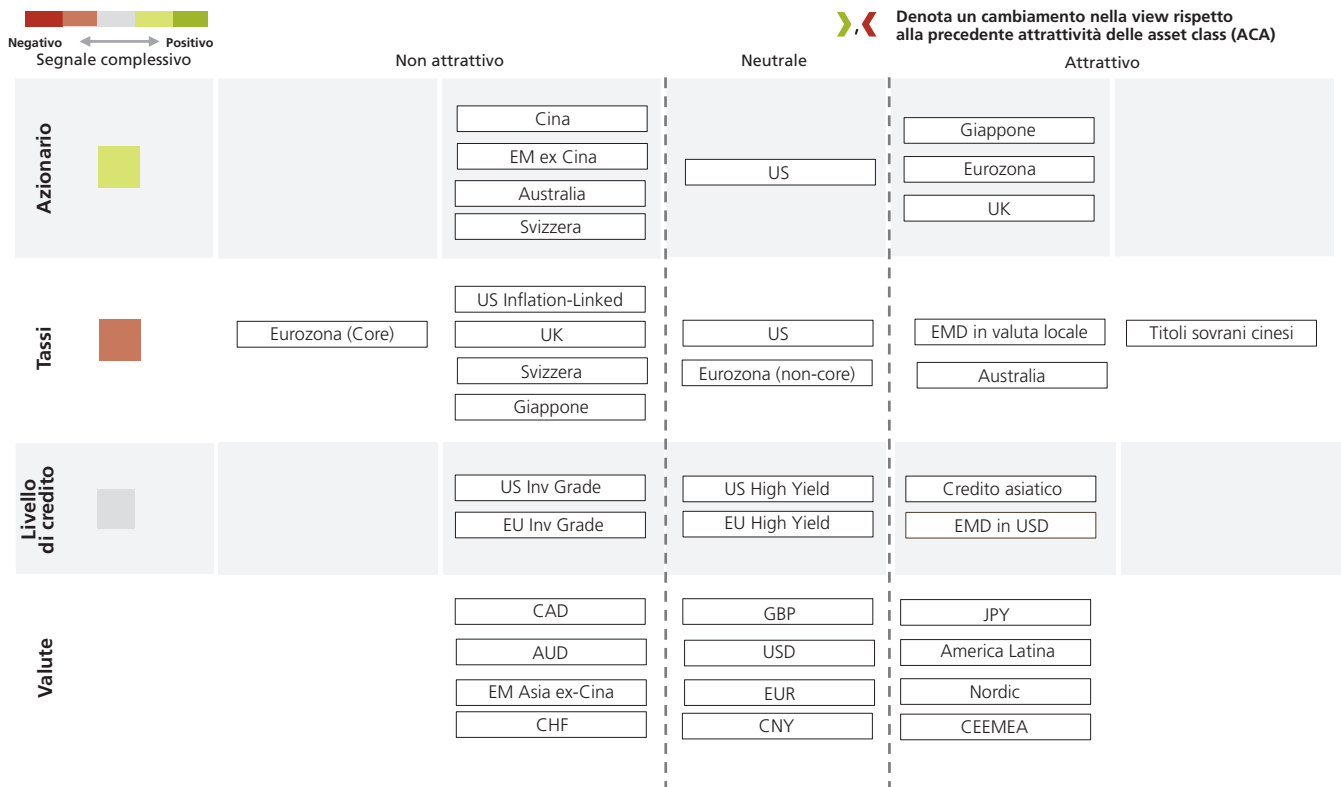 Negativo
Positivo
Segnale complessivo
Non attrattivo
Neutrale
Attrattivo
Denota un cambiamento nella view rispetto
alla precedente attrattività delle asset class (ACA)
,
Azionario
Cina
EM ex Cina
Australia
Svizzera
US
Giappone
Eurozona
UK
Tassi
Eurozona (Core)
US Inflation-Linked
UK
Svizzera
Giappone
US
Eurozona (non-core)
EMD in valuta locale
Australia
Titoli sovrani cinesi
Livello
di credito
US Inv Grade
EU Inv Grade
US High Yield
EU High Yield
Credito asiatico
EMD in USD
Valute
CAD
AUD
EM Asia ex-Cina
CHF
GBP
USD
EUR
CNY
JPY
America Latina
Nordic
CEEMEA